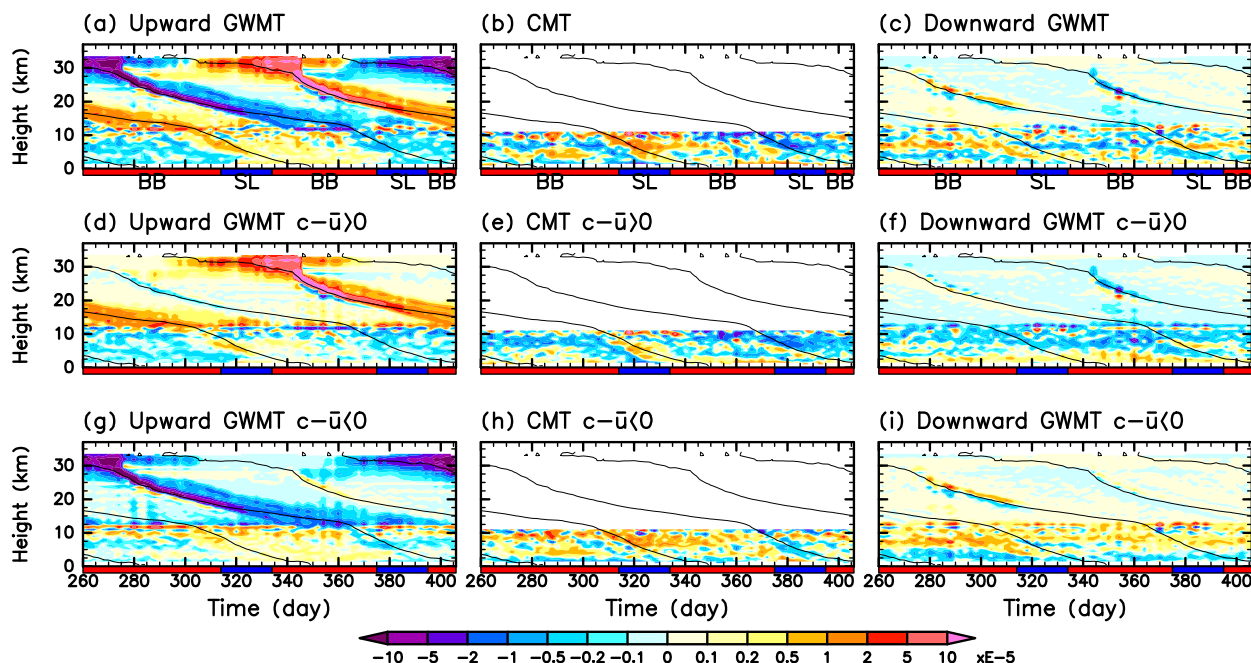 (a) Upward GWMT (b) CMT (c) Downward GWMT
Height (km)
30
20
10
0
BB SL BB SL BB
BB SL BB SL BB
BB SL BB SL BB
(d) Upward GWMT c−ū⟩0 (e) CMT c−ū⟩0 (f) Downward GWMT c−ū⟩0
Height (km)
30
20
10
0
(g) Upward GWMT c−ū⟨0 (h) CMT c−ū⟨0 (i) Downward GWMT c−ū⟨0
Height (km)
30
20
10
0
260 280 300 320 340 360 380 400
260 280 300 320 340 360 380 400
260 280 300 320 340 360 380 400
Time (day) Time (day) Time (day)
−10 −5 −2 −1 −0.5 −0.2 −0.1 0 0.1 0.2 0.5 1 2 5 10 xE−5